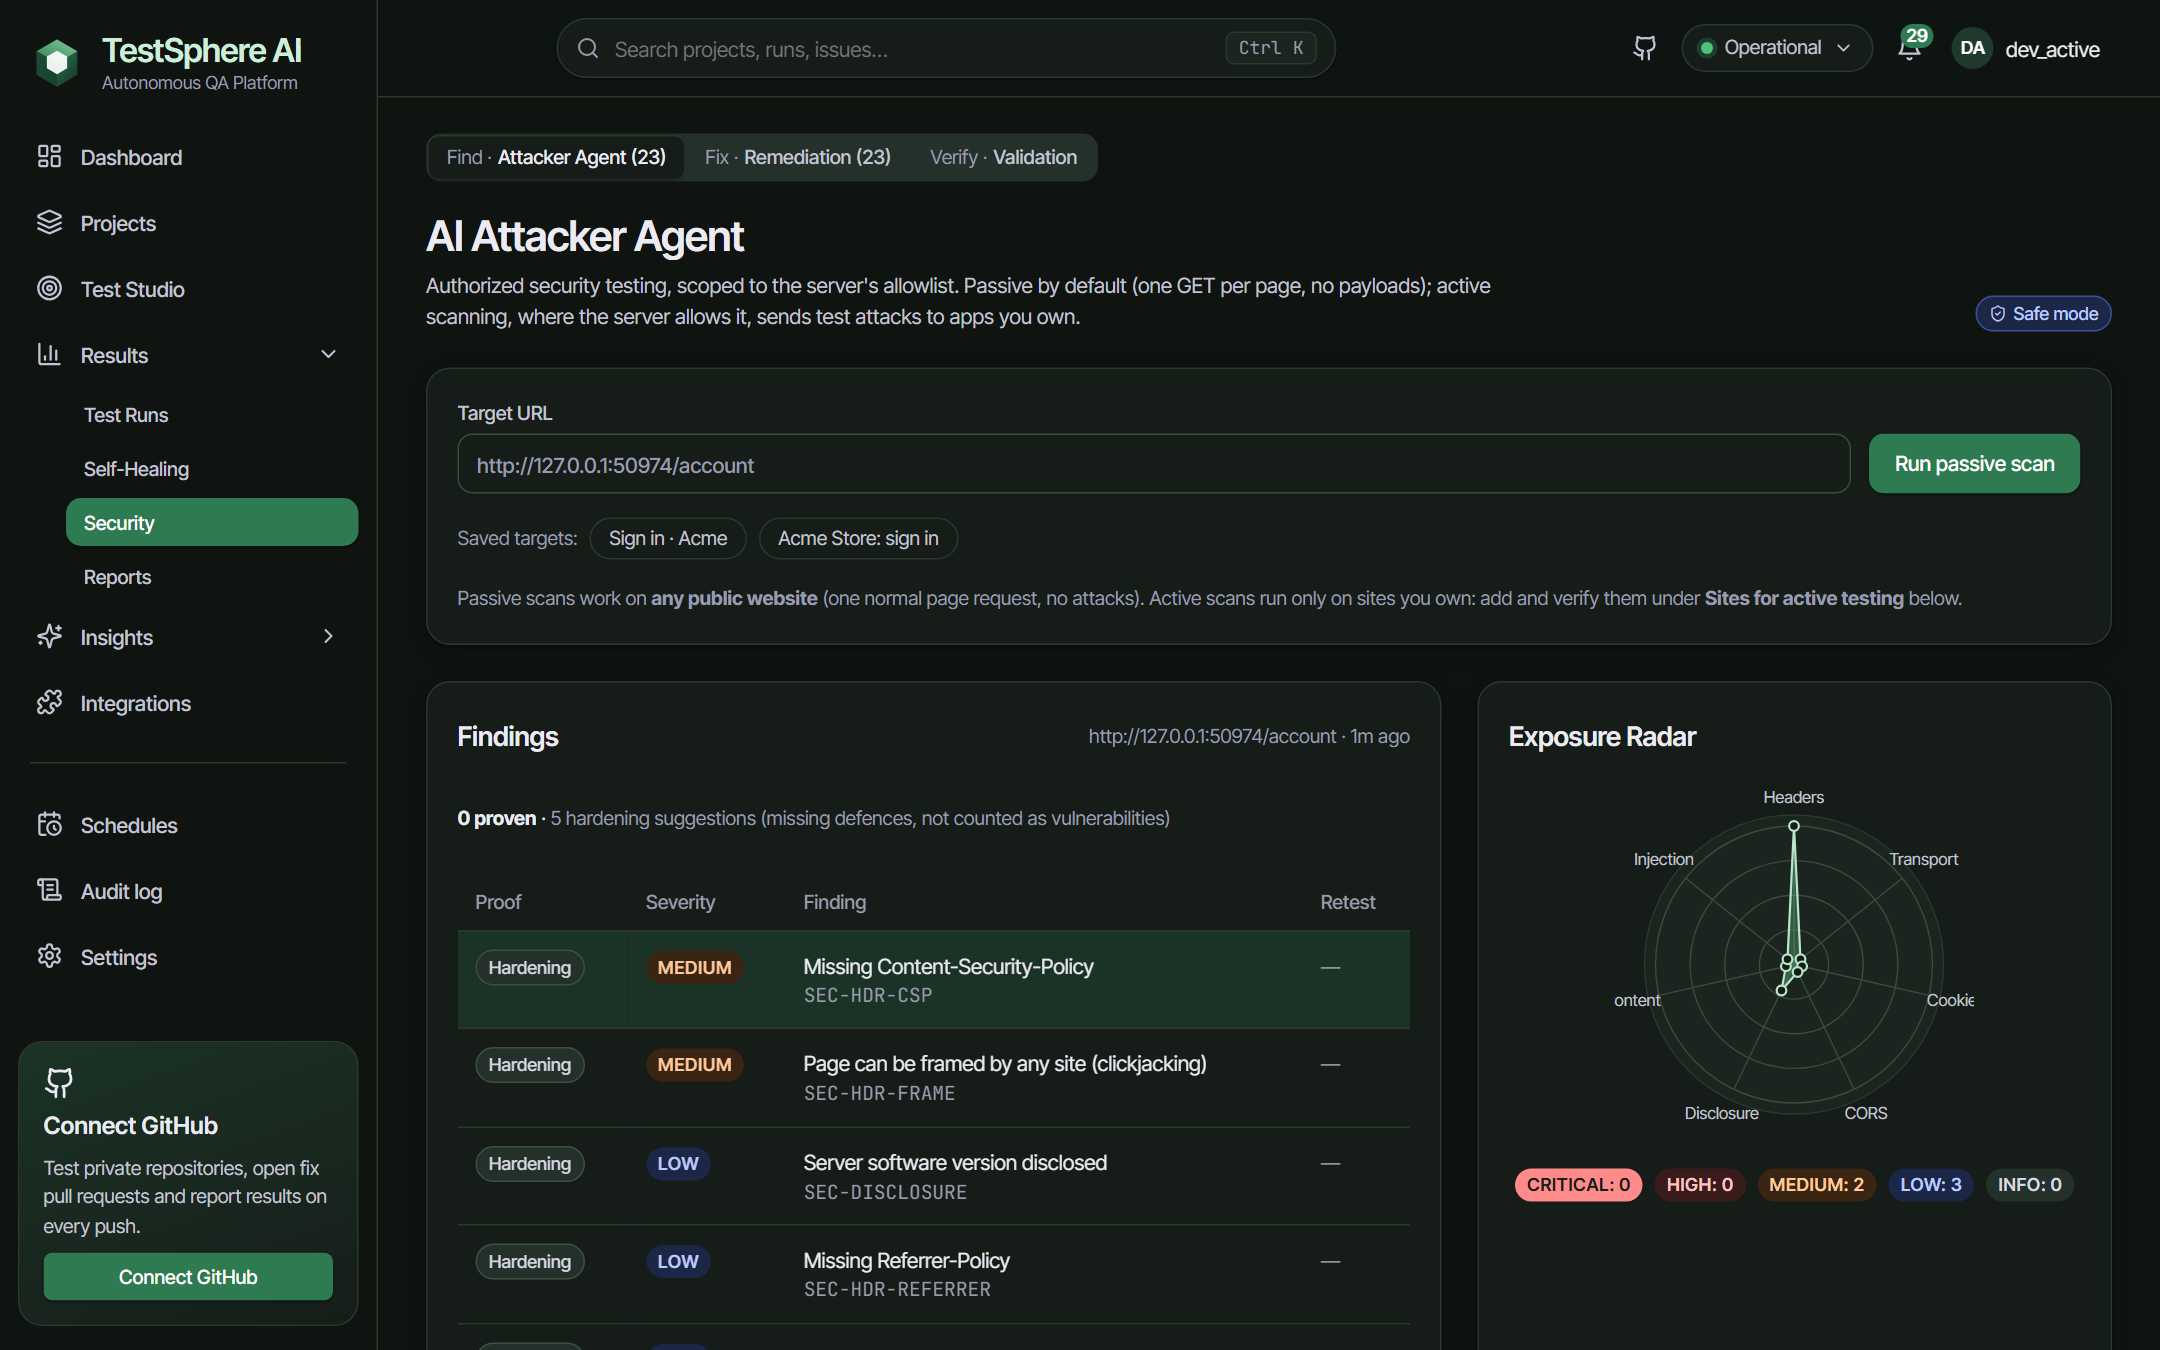 TestSphere AI
Autonomous QA Platform
Search projects, runs, issues...
Ctrl K
Operational
29
DA
dev_active
Dashboard
Projects
Test Studio
Results
Test Runs
Self-Healing
Security
Reports
Insights
Integrations
Schedules
Audit log
Settings
Connect GitHub
Test private repositories, open fix
pull requests and report results on
every push.
Connect GitHub
Find · Attacker Agent (23)
Fix · Remediation (23)
Verify · Validation
AI Attacker Agent
Authorized security testing, scoped to the server's allowlist. Passive by default (one GET per page, no payloads); active
scanning, where the server allows it, sends test attacks to apps you own.
Safe mode
Target URL
http://127.0.0.1:50974/account
Run passive scan
Saved targets:
Sign in · Acme
Acme Store: sign in
Passive scans work on any public website (one normal page request, no attacks). Active scans run only on sites you own: add and verify them under Sites for active testing below.
Findings
http://127.0.0.1:50974/account · 1m ago
0 proven · 5 hardening suggestions (missing defences, not counted as vulnerabilities)
Proof
Severity
Finding
Retest
Hardening
MEDIUM
Missing Content-Security-Policy
SEC-HDR-CSP
—
Hardening
MEDIUM
Page can be framed by any site (clickjacking)
SEC-HDR-FRAME
—
Hardening
LOW
Server software version disclosed
SEC-DISCLOSURE
—
Hardening
LOW
Missing Referrer-Policy
SEC-HDR-REFERRER
—
Exposure Radar
Headers
Injection
Transport
ontent
Cookie
Disclosure
CORS
CRITICAL: 0
HIGH: 0
MEDIUM: 2
LOW: 3
INFO: 0